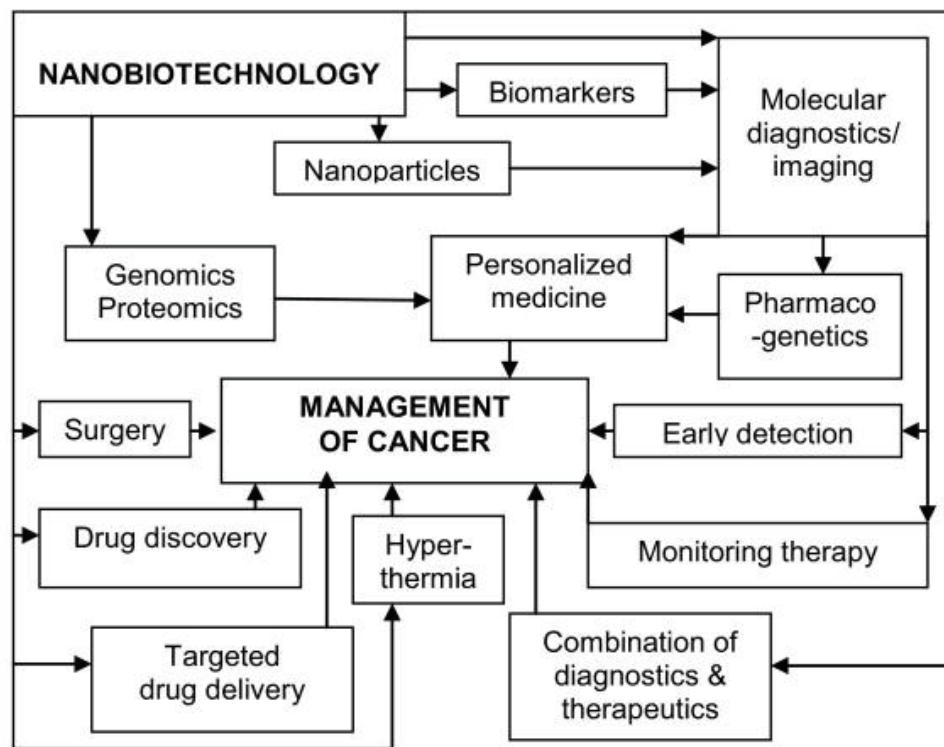 NANOBIOTECHNOLOGY
Biomarkers
Molecular
diagnostics/
imaging
Nanoparticles
Genomics
Proteomics
Personalized
medicine
Pharmaco
-genetics
MANAGEMENT
OF CANCER
Surgery
Early detection
Drug discovery
Hyper-
thermia
Monitoring therapy
Targeted
drug delivery
Combination of
diagnostics &
therapeutics